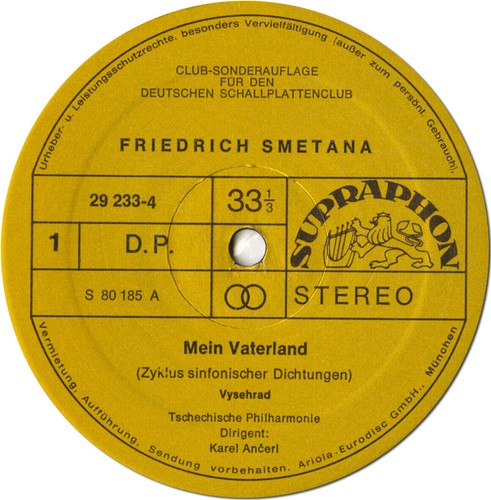 Urheber- u. Leistungsschutzrechte, besonders Vervielfältigung (außer zum persönl. Gebrauch),
CLUB-SONDERAUFLAGE
FÜR DEN
DEUTSCHEN SCHALLPLATTENCLUB
FRIEDRICH SMETANA
29 233-4
33 1/3
SUPRAPHON
1
D.P.
S 80 185 A
STEREO
Mein Vaterland
(Zyklus sinfonischer Dichtungen)
Vysehrad
Tschechische Philharmonie
Dirigent:
Karel Ančerl
Vermietung, Aufführung, Sendung vorbehalten. Ariola-Eurodisc GmbH., München